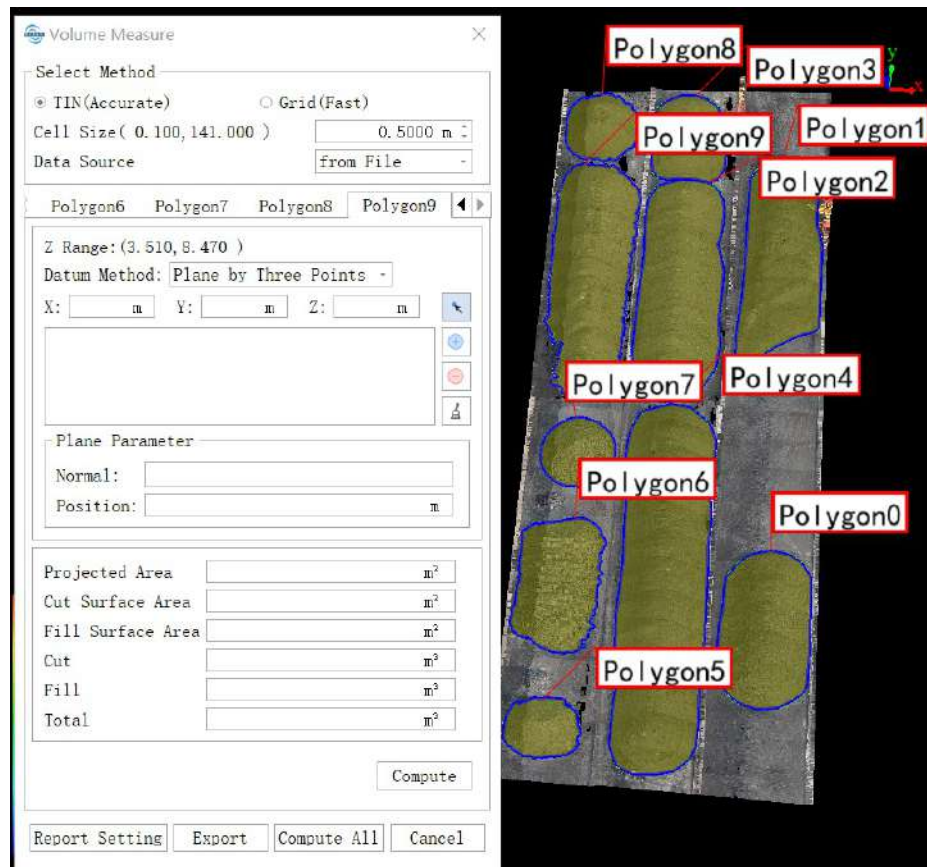 Volume Measure
Select Method
TIN(Accurate) Grid(Fast)
Cell Size( 0.100,141.000 ) 0.5000 m
Data Source from File
Polygon6 Polygon7 Polygon8 Polygon9
Z Range:(3.510,8.470 )
Datum Method: Plane by Three Points
X: m Y: m Z: m
Plane Parameter
Normal:
Position: m
Projected Area m²
Cut Surface Area m²
Fill Surface Area m²
Cut m³
Fill m³
Total m³
Compute
Report Setting Export Compute All Cancel
Polygon8
Polygon3
y
x
Polygon1
Polygon9
Polygon2
Polygon4
Polygon7
Polygon6
Polygon0
Polygon5